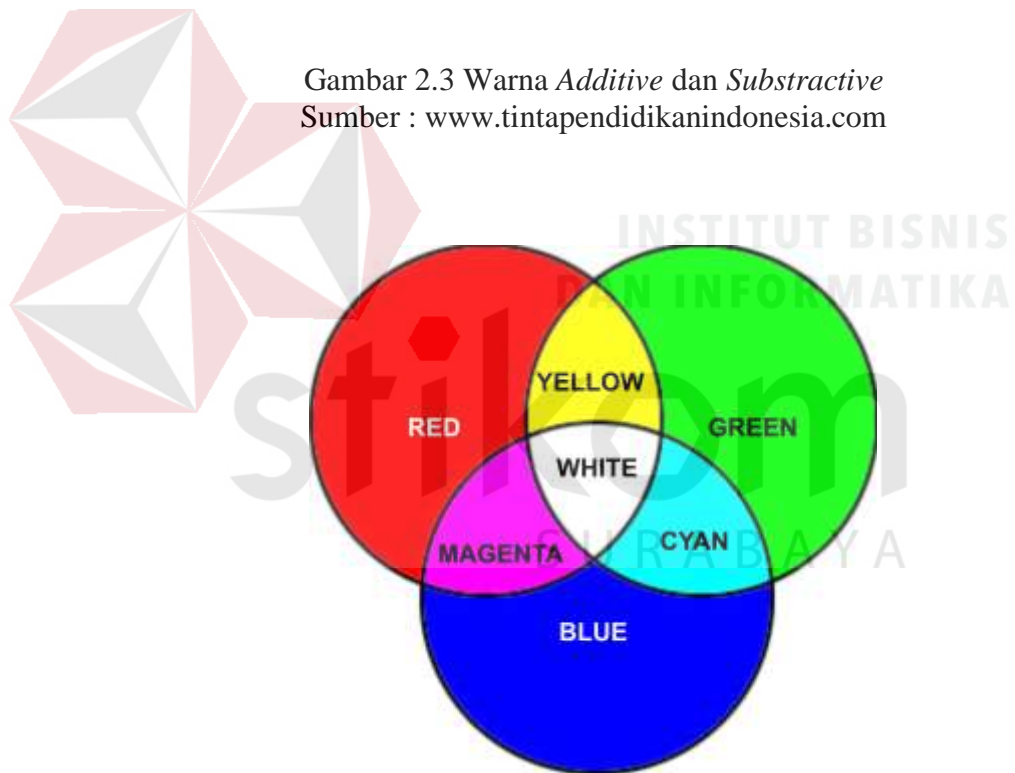 Gambar 2.3 Warna Additive dan Substractive
Sumber : www.tintapendidikanindonesia.com
INSTITUT BISNIS
DAN INFORMATIKA
stikom
SURABAYA
YELLOW
RED
GREEN
WHITE
MAGENTA
CYAN
BLUE